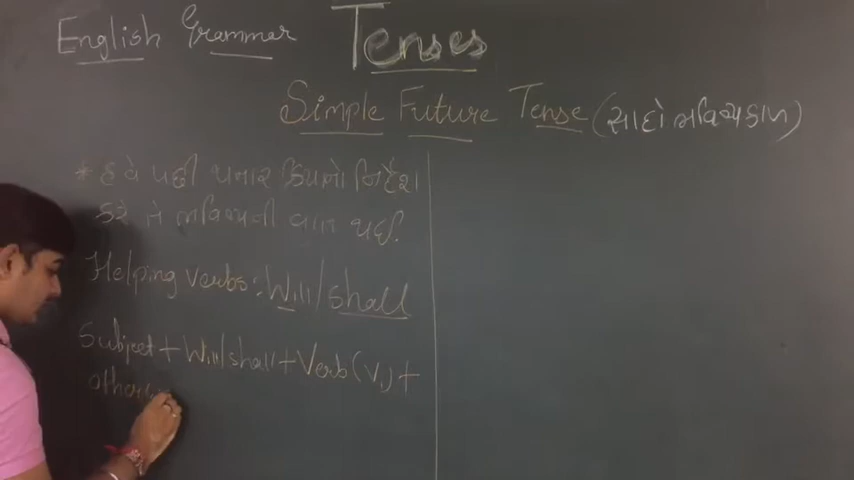 English Grammar
Tenses
Simple Future Tense (સાદો ભવિષ્યકાળ)
* હવે પછી થનાર ક્રિયાનો નિર્દેશ
કરે તે ભવિષ્યની વાત થઈ.
Helping verbs: Will/shall
Subject + Will/shall + Verb (V1) +